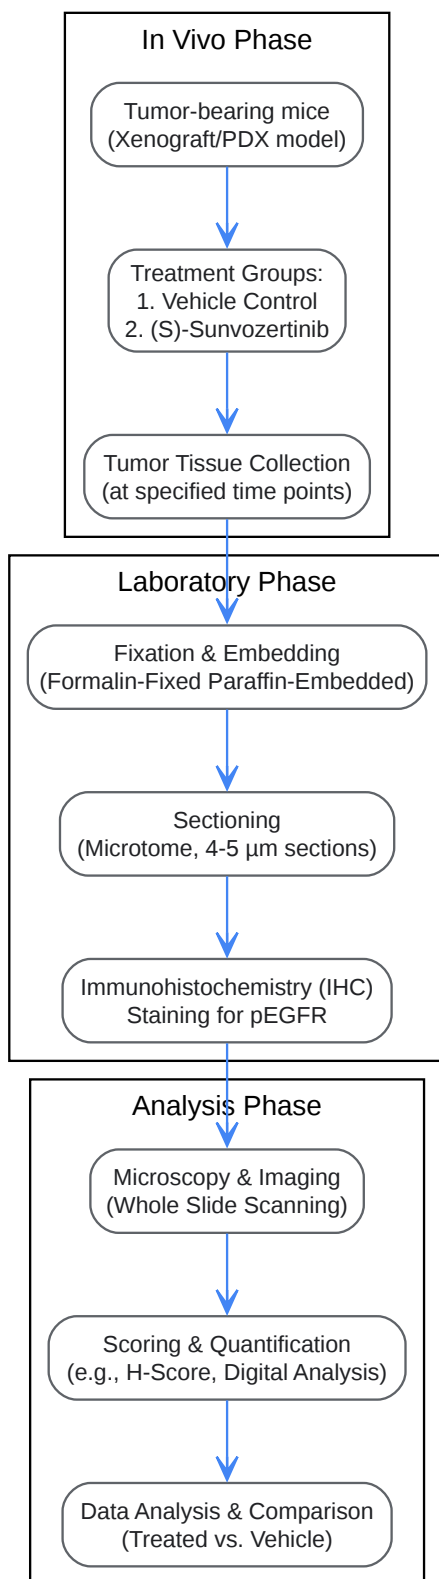 In Vivo Phase
Tumor-bearing mice
(Xenograft/PDX model)
Treatment Groups:
1. Vehicle Control
2. (S)-Sunvozertinib
Tumor Tissue Collection
(at specified time points)
Laboratory Phase
Fixation & Embedding
(Formalin-Fixed Paraffin-Embedded)
Sectioning
(Microtome, 4-5 µm sections)
Immunohistochemistry (IHC)
Staining for pEGFR
Analysis Phase
Microscopy & Imaging
(Whole Slide Scanning)
Scoring & Quantification
(e.g., H-Score, Digital Analysis)
Data Analysis & Comparison
(Treated vs. Vehicle)